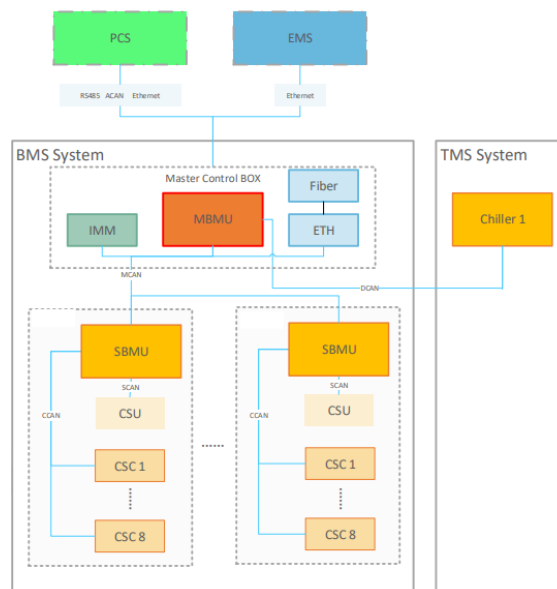 PCS
EMS
RS485 ACAN Ethernet
Ethernet
BMS System
TMS System
Master Control BOX
Fiber
IMM
MBMU
ETH
Chiller 1
MCAN
DCAN
SBMU
SBMU
SCAN
SCAN
CCAN
CSU
CCAN
CSU
......
CSC 1
CSC 1
......
......
CSC 8
CSC 8